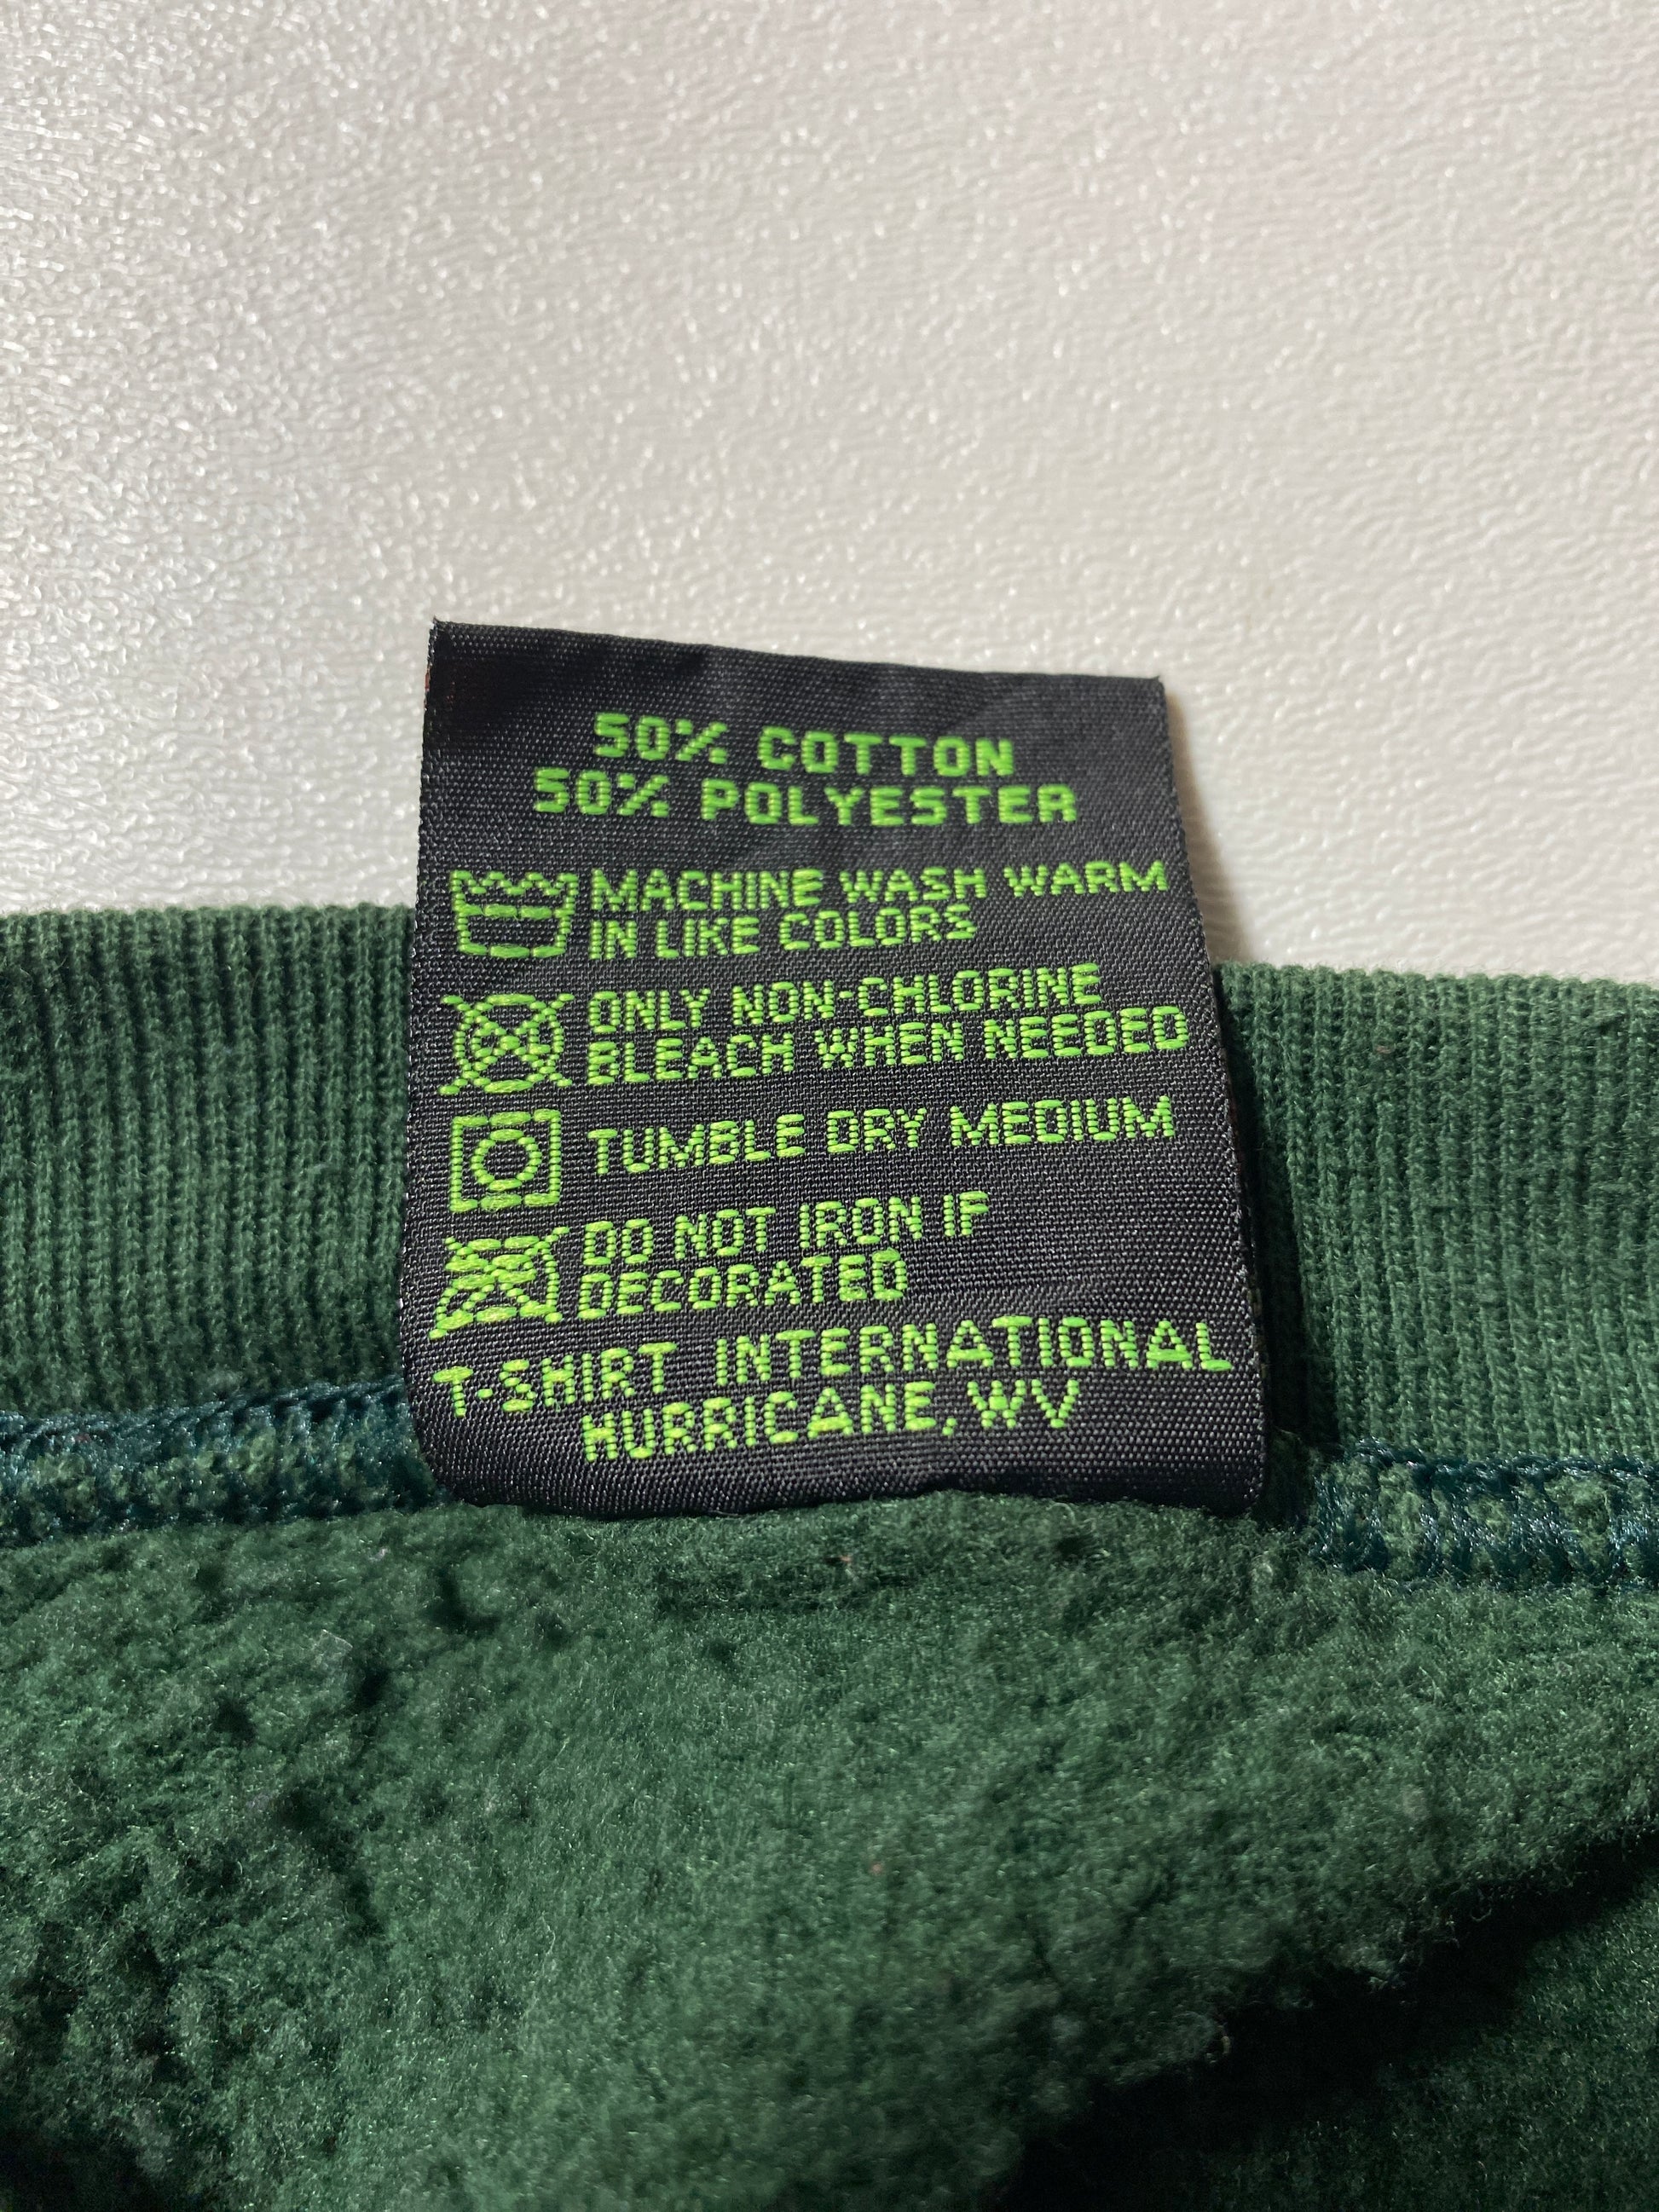 50% COTTON
50% POLYESTER
MACHINE WASH WARM
IN LIKE COLORS
ONLY NON-CHLORINE
BLEACH WHEN NEEDED
TUMBLE DRY MEDIUM
DO NOT IRON IF
DECORATED
T-SHIRT INTERNATIONAL
HURRICANE, WV